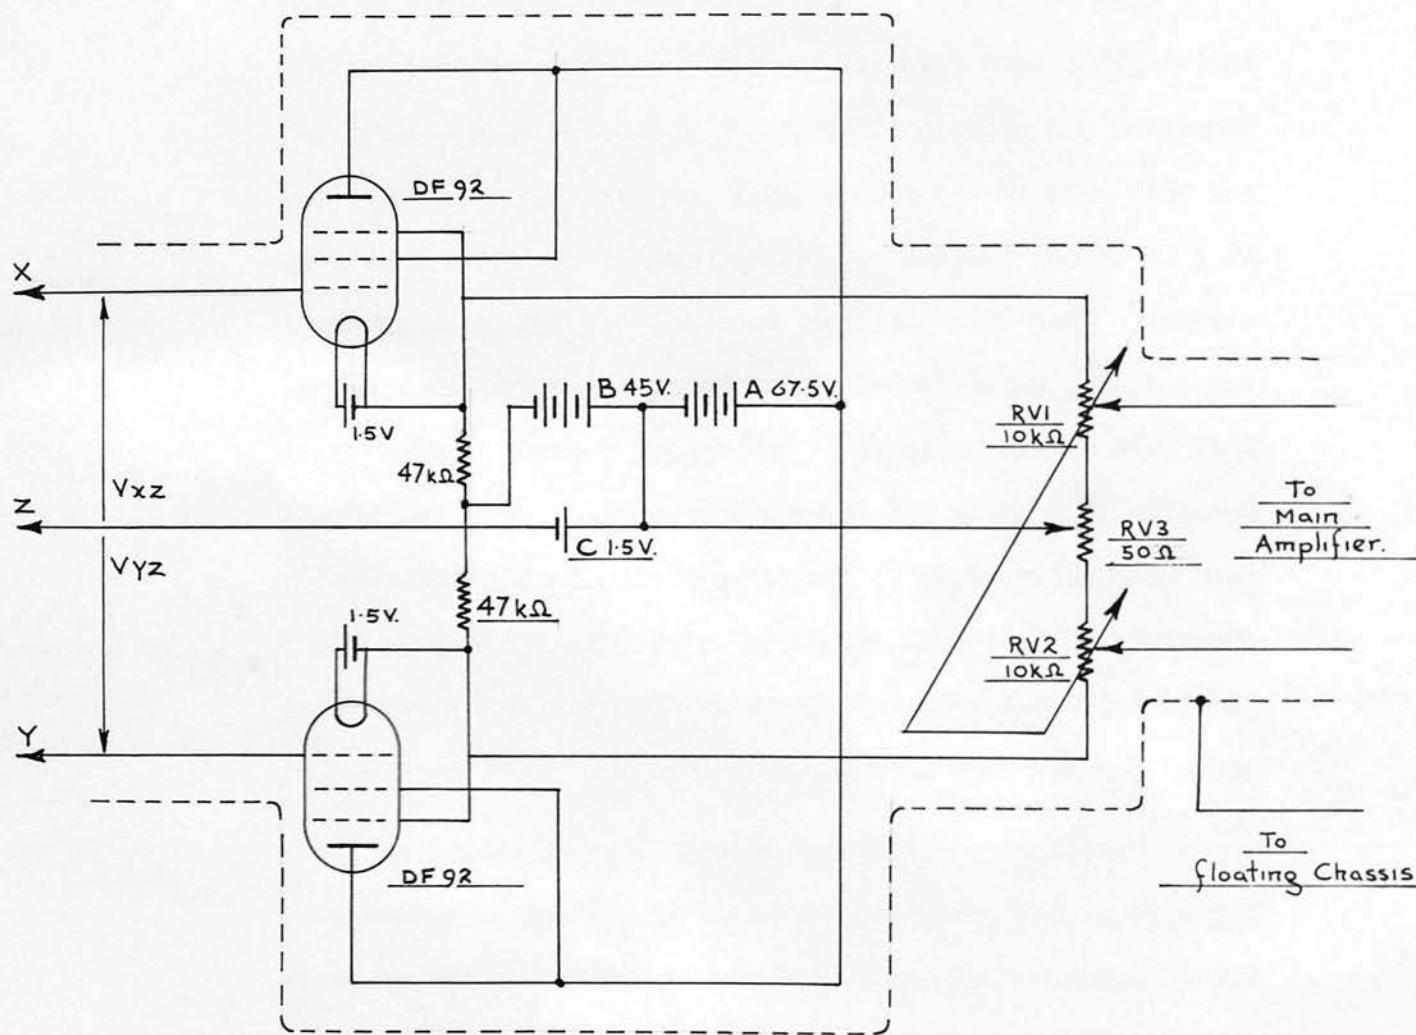 DF 92
X
B 45V.
A 67.5V.
1.5V
RV1
10kΩ
47kΩ
Vxz
Z
To
Main
Amplifier.
C 1.5V.
RV3
50Ω
Vyz
1.5V.
47kΩ
RV2
10kΩ
Y
DF 92
To
floating Chassis